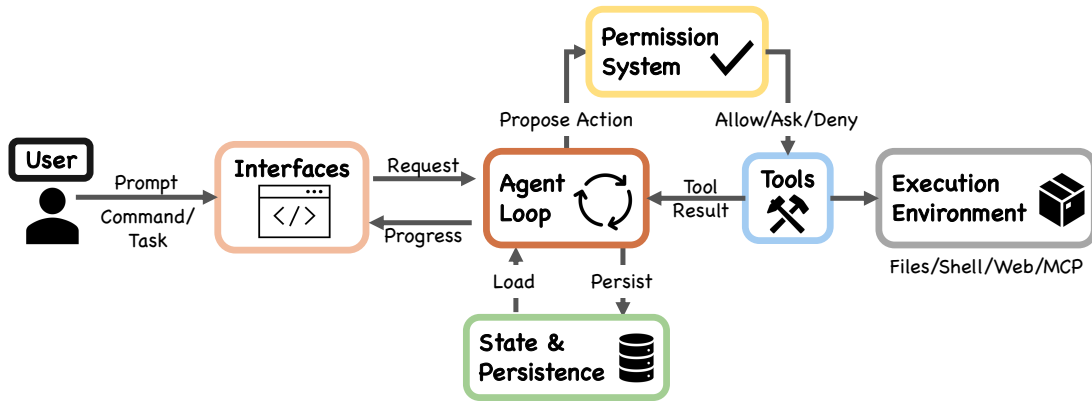 Permission
System
Propose Action
Allow/Ask/Deny
User
Prompt
Command/
Task
Interfaces
</>
Request
Progress
Agent
Loop
Tool
Result
Tools
Execution
Environment
Files/Shell/Web/MCP
Load
Persist
State &
Persistence